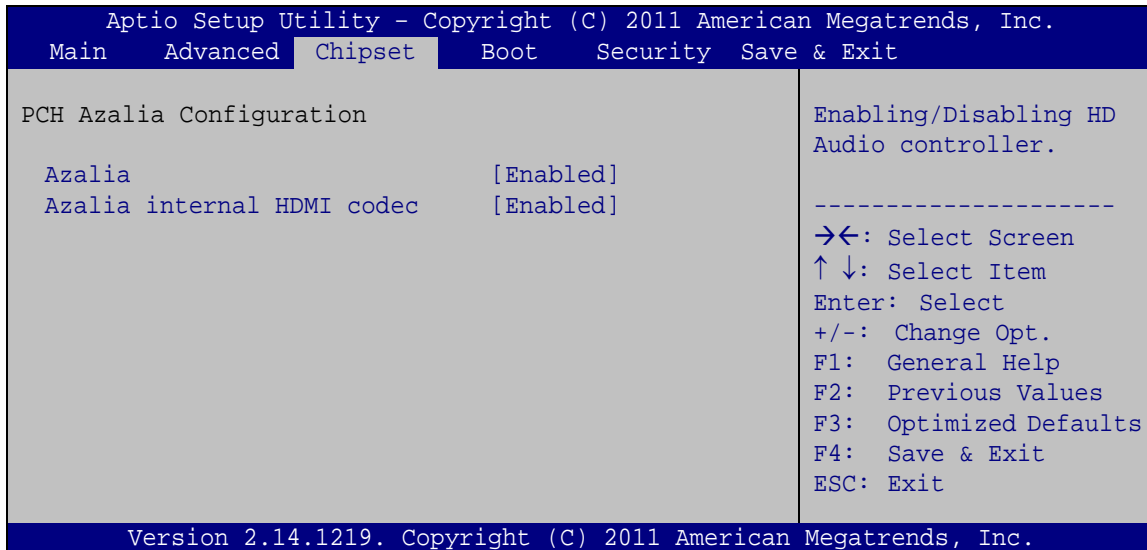 Aptio Setup Utility – Copyright (C) 2011 American Megatrends, Inc.
Main Advanced Chipset Boot Security Save & Exit
PCH Azalia Configuration
Azalia [Enabled]
Azalia internal HDMI codec [Enabled]
Enabling/Disabling HD
Audio controller.
---------------------
→←: Select Screen
↑ ↓: Select Item
Enter: Select
+/-: Change Opt.
F1: General Help
F2: Previous Values
F3: Optimized Defaults
F4: Save & Exit
ESC: Exit
Version 2.14.1219. Copyright (C) 2011 American Megatrends, Inc.